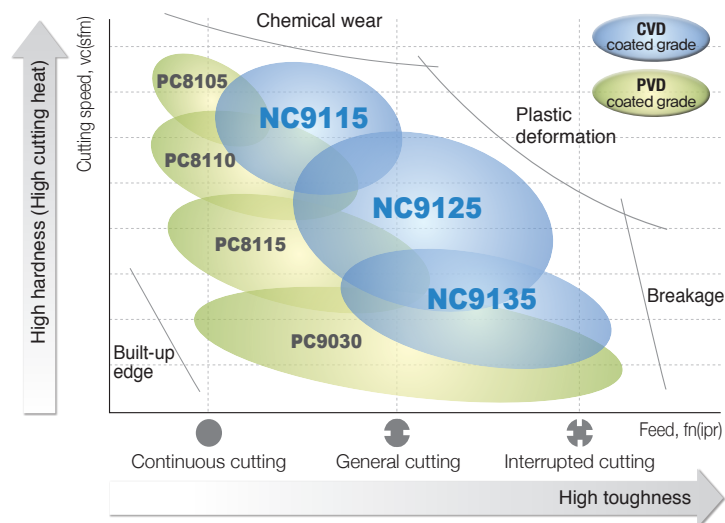 Chemical wear
CVD
coated grade
PVD
coated grade
Cutting speed, vc(sfm)
High hardness (High cutting heat)
PC8105
NC9115
Plastic
deformation
PC8110
NC9125
PC8115
NC9135
Breakage
PC9030
Built-up
edge
Feed, fn(ipr)
Continuous cutting
General cutting
Interrupted cutting
High toughness